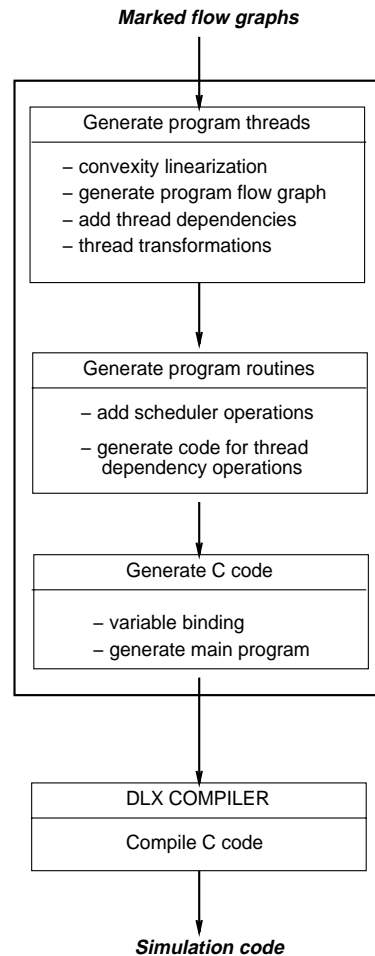 Marked flow graphs
Generate program threads
– convexity linearization
– generate program flow graph
– add thread dependencies
– thread transformations
Generate program routines
– add scheduler operations
– generate code for thread
dependency operations
Generate C code
– variable binding
– generate main program
DLX COMPILER
Compile C code
Simulation code